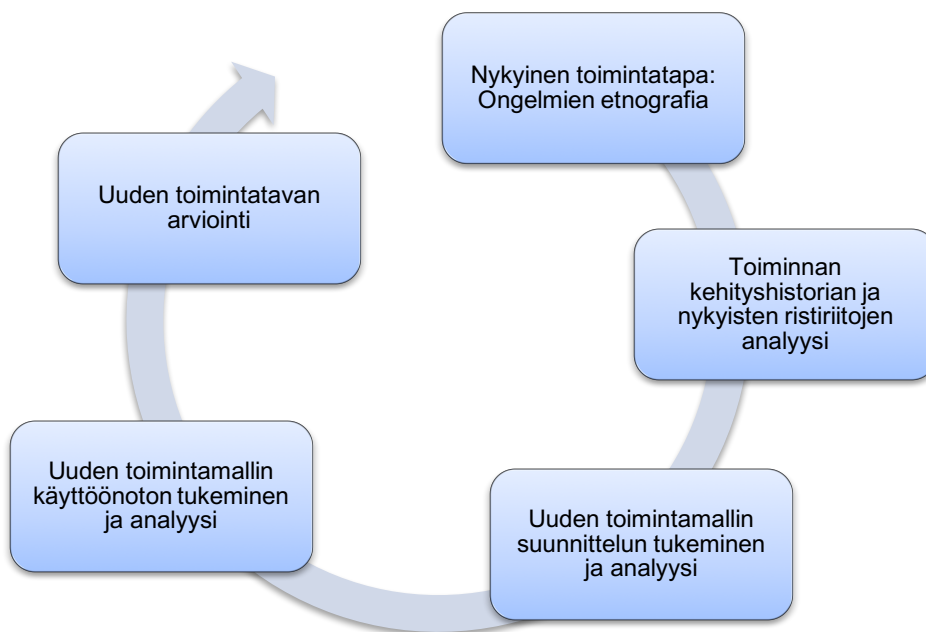 Nykyinen toimintatapa:
Ongelmien etnografia
Toiminnan
kehityshistorian ja
nykyisten ristiriitojen
analyysi
Uuden toimintamallin
suunnittelun tukeminen
ja analyysi
Uuden toimintamallin
käyttöönoton tukeminen
ja analyysi
Uuden toimintatavan
arviointi